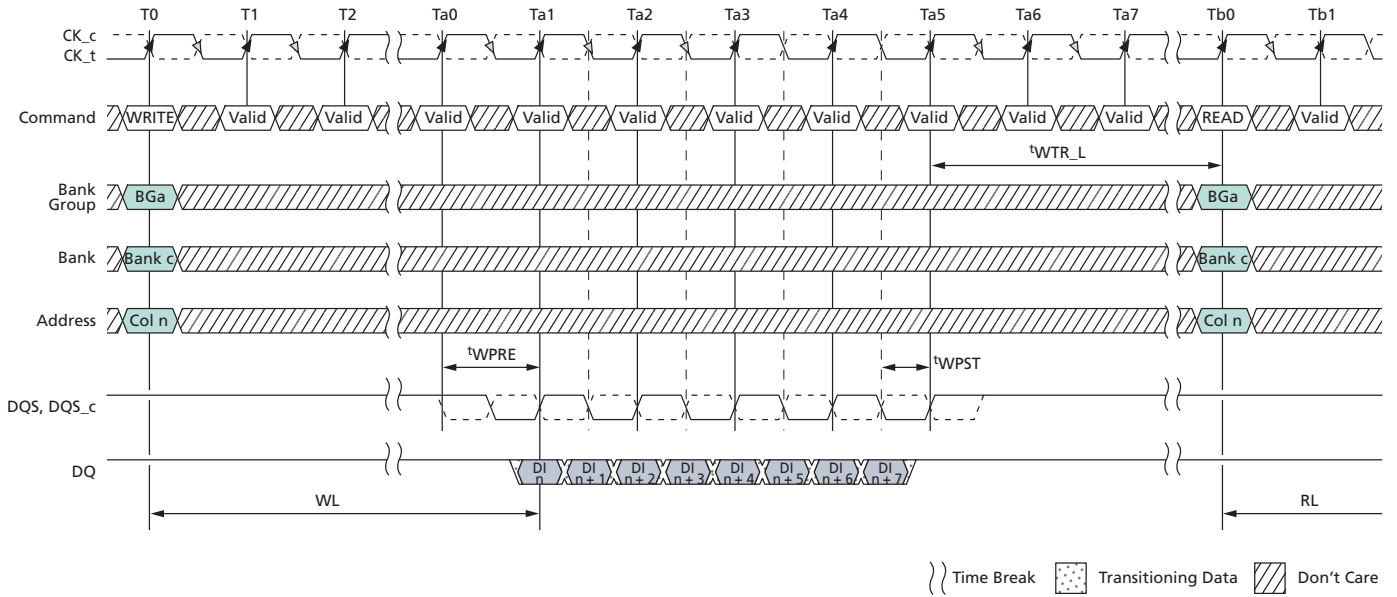 T0 T1 T2 Ta0 Ta1 Ta2 Ta3 Ta4 Ta5 Ta6 Ta7 Tb0 Tb1
CK_c
CK_t
Command WRITE Valid Valid Valid Valid Valid Valid Valid Valid Valid Valid READ Valid
tWTR_L
Bank Group BGa BGa
Bank Bank c Bank c
Address Col n Col n
tWPRE tWPST
DQS, DQS_c
DQ DI n DI n + 1 DI n + 2 DI n + 3 DI n + 4 DI n + 5 DI n + 6 DI n + 7
WL RL
Time Break Transitioning Data Don't Care